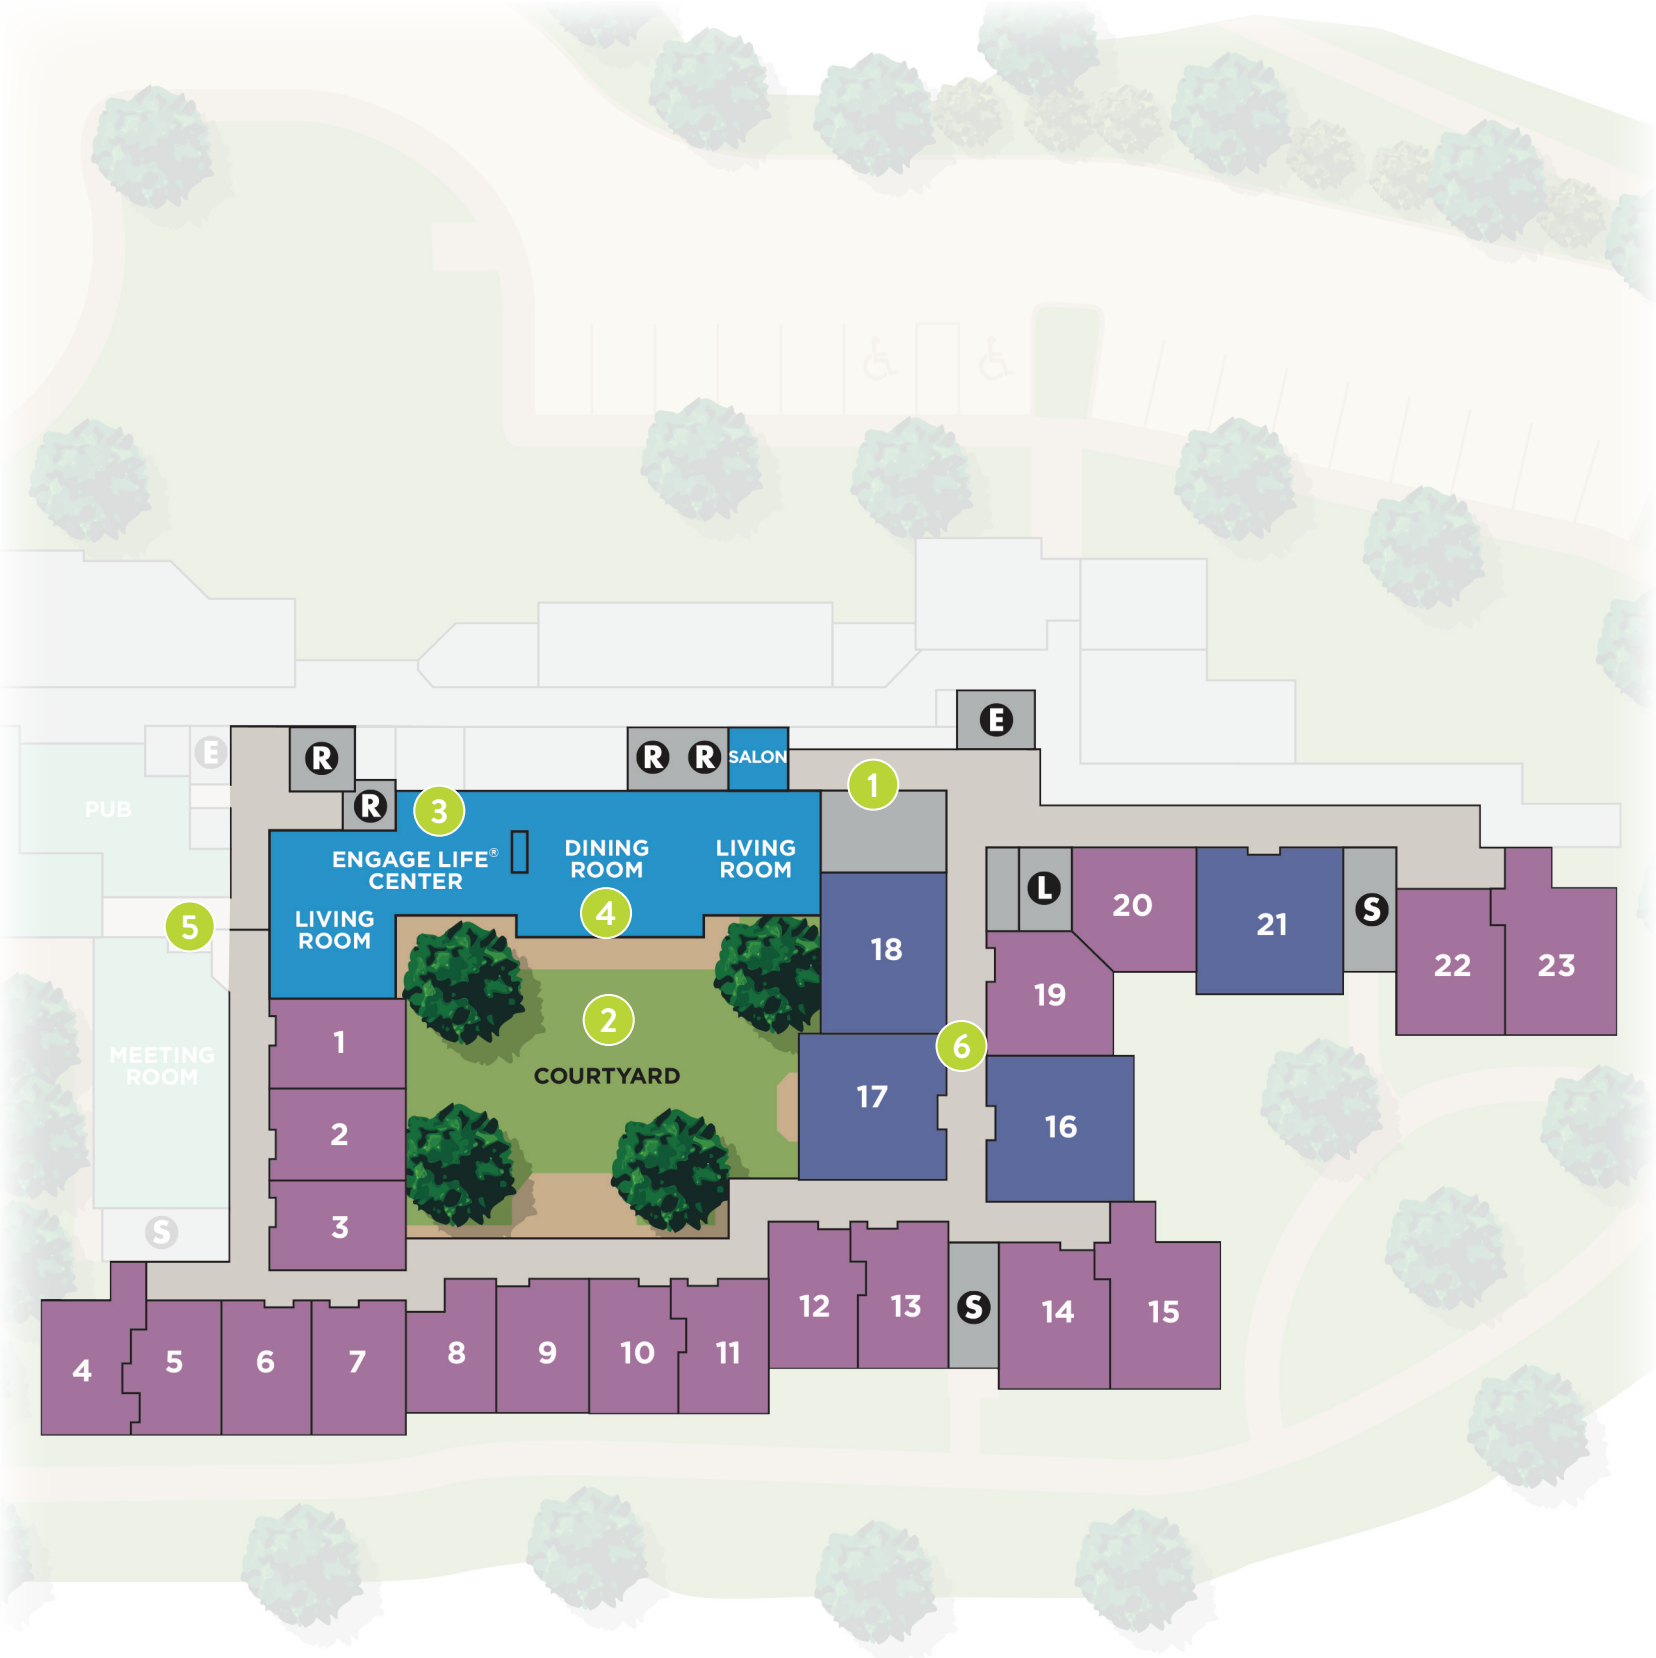 E
R
R
R
SALON
1
E
PUB
R
3
ENGAGE LIFE®
CENTER
DINING
ROOM
LIVING
ROOM
L
20
21
S
5
LIVING
ROOM
4
18
22
23
19
2
1
6
MEETING
ROOM
COURTYARD
17
16
2
3
S
12
13
S
14
15
4
5
6
7
8
9
10
11